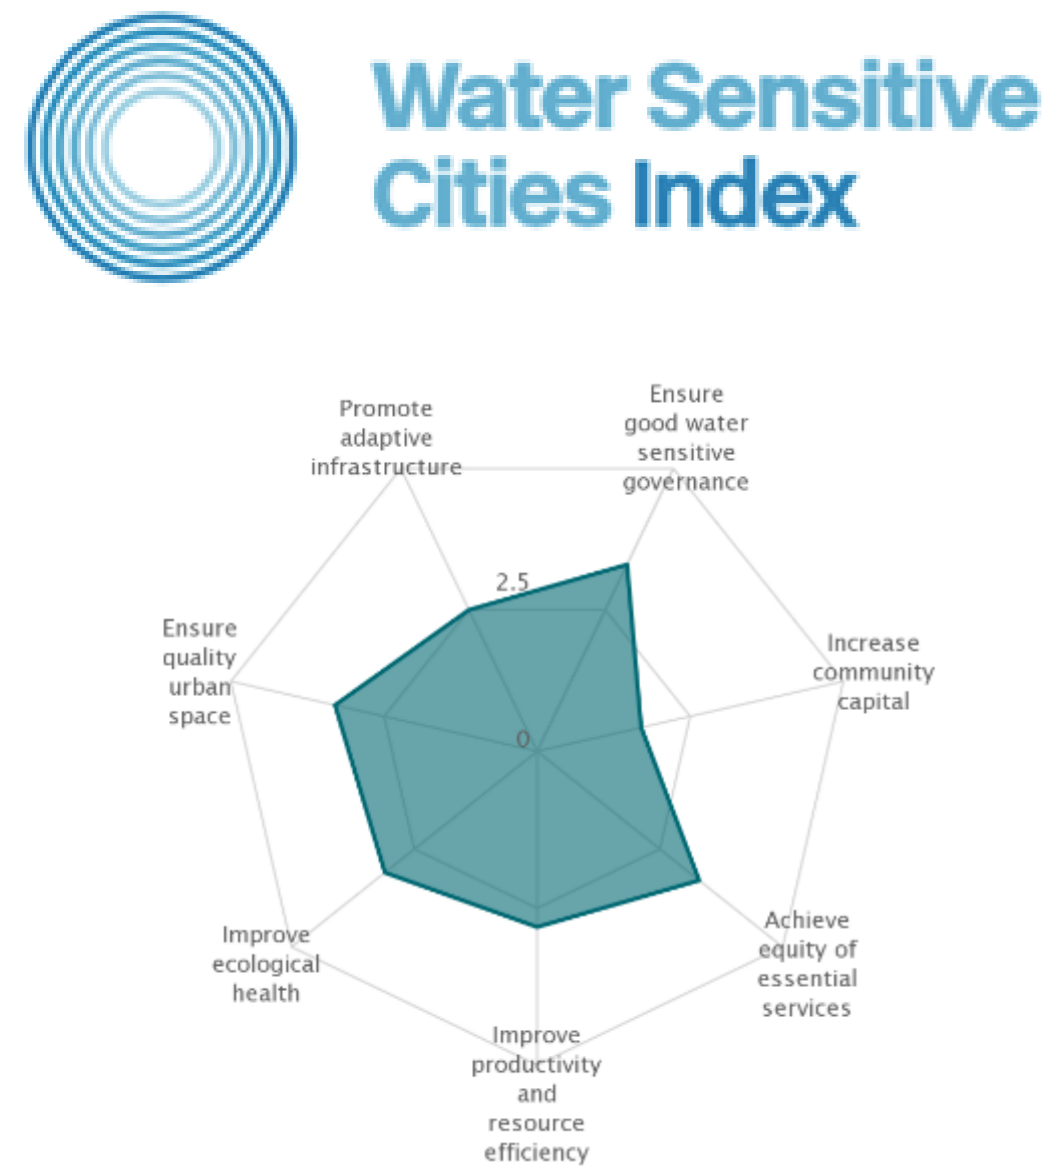 Water Sensitive
Cities Index
Promote
adaptive
infrastructure
Ensure
good water
sensitive
governance
2.5
Ensure
quality
urban
space
Increase
community
capital
0
Improve
ecological
health
Achieve
equity of
essential
services
Improve
productivity
and
resource
efficiency